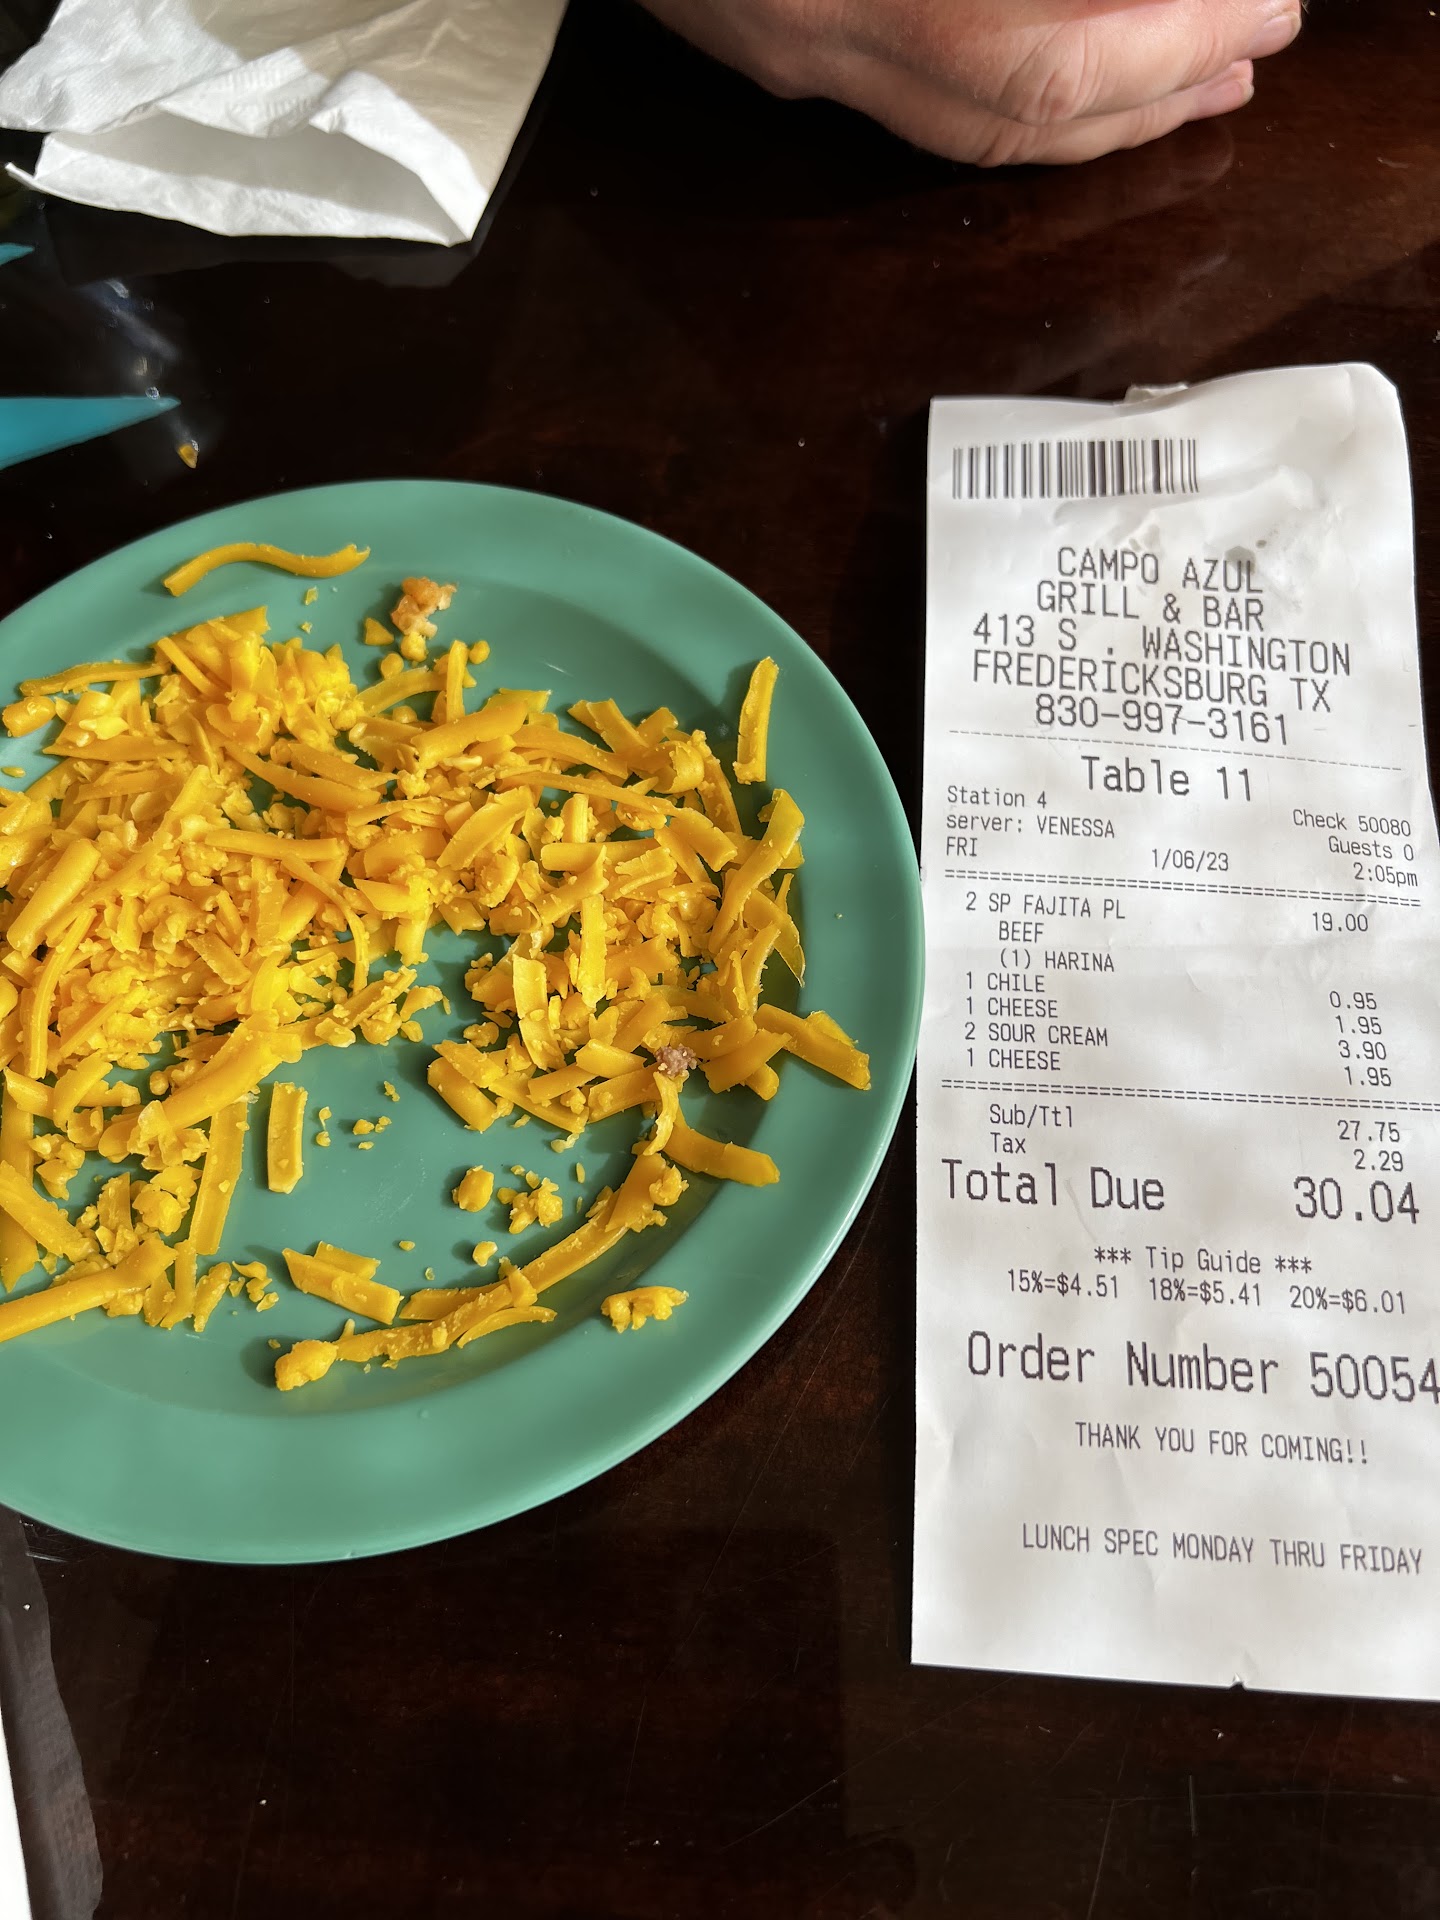 CAMPO AZUL
GRILL & BAR
413 S . WASHINGTON
FREDERICKSBURG TX
830-997-3161
Table 11
Station 4 Check 50080
server: VENESSA Guests 0
FRI 1/06/23 2:05pm
2 SP FAJITA PL 19.00
BEEF
(1) HARINA
1 CHILE 0.95
1 CHEESE 1.95
2 SOUR CREAM 3.90
1 CHEESE 1.95
Sub/Ttl 27.75
Tax 2.29
Total Due 30.04
*** Tip Guide ***
15%=$4.51 18%=$5.41 20%=$6.01
Order Number 50054
THANK YOU FOR COMING!!
LUNCH SPEC MONDAY THRU FRIDAY